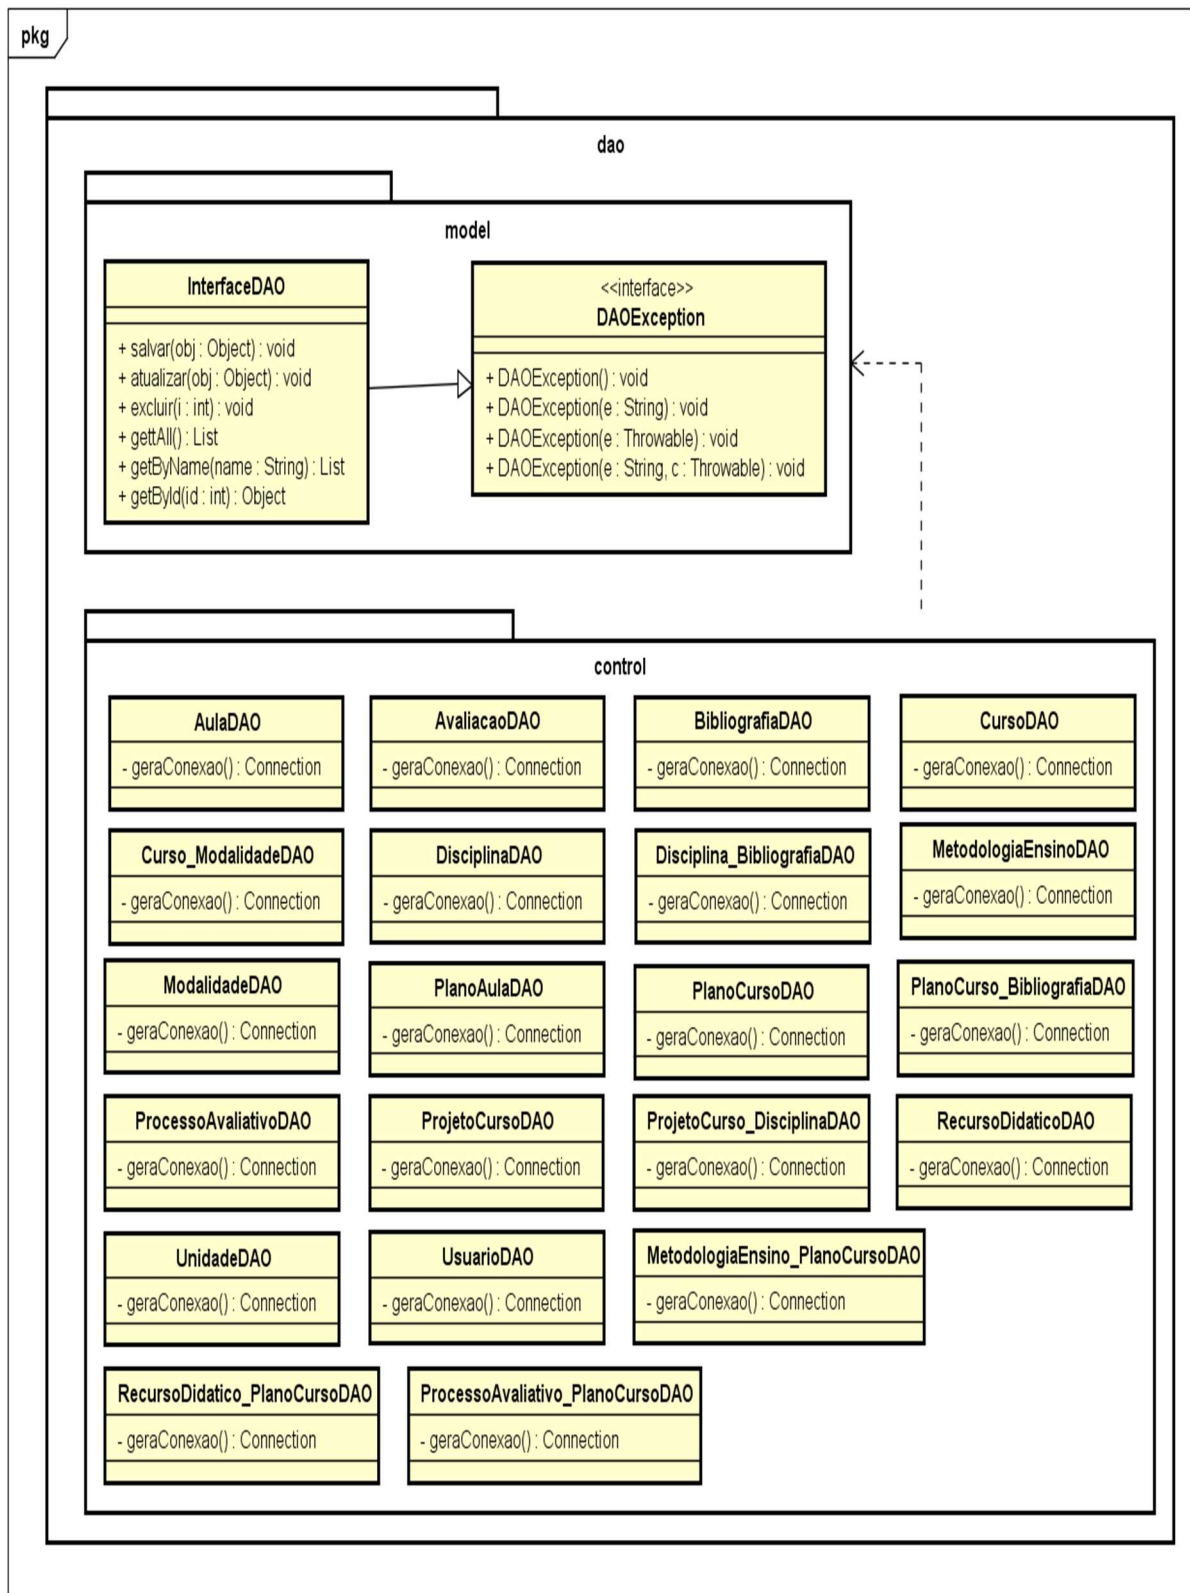 pkg
dao
model
InterfaceDAO
+ salvar(obj : Object) : void
+ atualizar(obj : Object) : void
+ excluir(i : int) : void
+ gettAll() : List
+ getByName(name : String) : List
+ getById(id : int) : Object
<<interface>>
DAOException
+ DAOException() : void
+ DAOException(e : String) : void
+ DAOException(e : Throwable) : void
+ DAOException(e : String, c : Throwable) : void
control
AulaDAO
- geraConexao() : Connection
AvaliacaoDAO
- geraConexao() : Connection
BibliografiaDAO
- geraConexao() : Connection
CursoDAO
- geraConexao() : Connection
Curso_ModalidadeDAO
- geraConexao() : Connection
DisciplinaDAO
- geraConexao() : Connection
Disciplina_BibliografiaDAO
- geraConexao() : Connection
MetodologiaEnsinoDAO
- geraConexao() : Connection
ModalidadeDAO
- geraConexao() : Connection
PlanoAulaDAO
- geraConexao() : Connection
PlanoCursoDAO
- geraConexao() : Connection
PlanoCurso_BibliografiaDAO
- geraConexao() : Connection
ProcessoAvaliativoDAO
- geraConexao() : Connection
ProjetoCursoDAO
- geraConexao() : Connection
ProjetoCurso_DisciplinaDAO
- geraConexao() : Connection
RecursoDidaticoDAO
- geraConexao() : Connection
UnidadeDAO
- geraConexao() : Connection
UsuarioDAO
- geraConexao() : Connection
MetodologiaEnsino_PlanoCursoDAO
- geraConexao() : Connection
RecursoDidatico_PlanoCursoDAO
- geraConexao() : Connection
ProcessoAvaliativo_PlanoCursoDAO
- geraConexao() : Connection